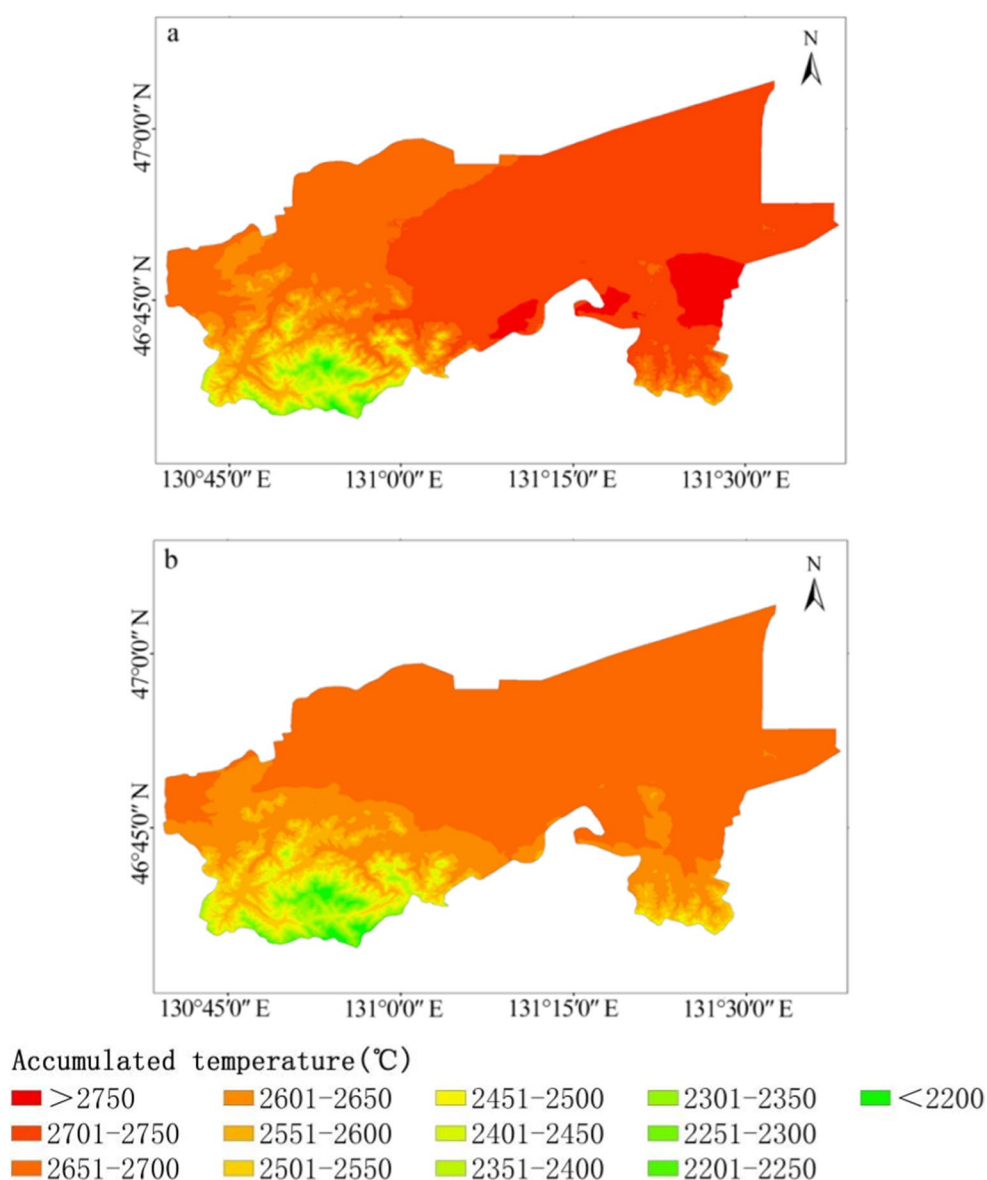 a
N
47°0′0″ N
46°45′0″ N
130°45′0″ E 131°0′0″ E 131°15′0″ E 131°30′0″ E
b
N
47°0′0″ N
46°45′0″ N
130°45′0″ E 131°0′0″ E 131°15′0″ E 131°30′0″ E
Accumulated temperature(℃)
>2750 2601-2650 2451-2500 2301-2350 <2200
2701-2750 2551-2600 2401-2450 2251-2300
2651-2700 2501-2550 2351-2400 2201-2250